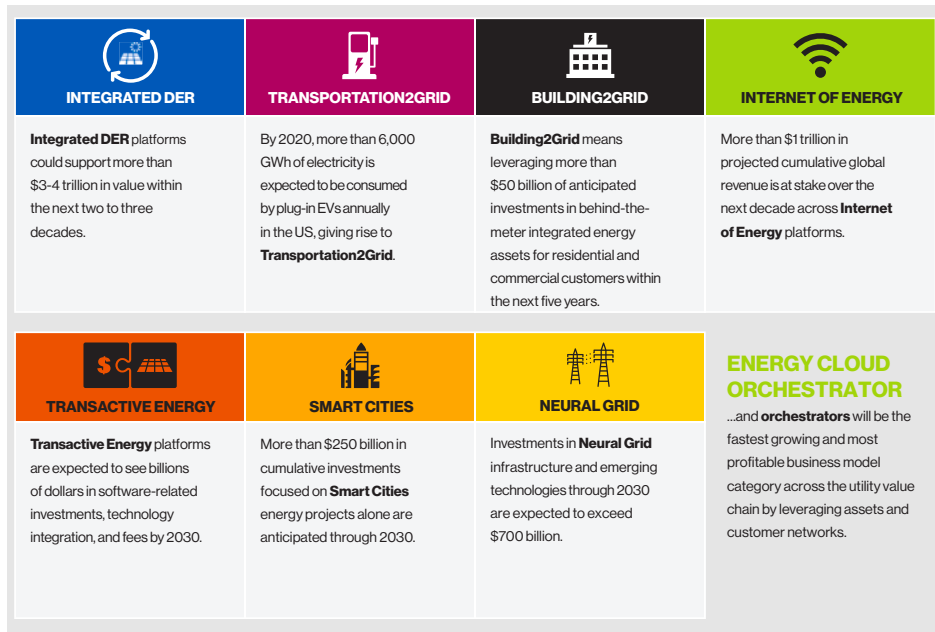 INTEGRATED DER
Integrated DER platforms
could support more than
$3-4 trillion in value within
the next two to three
decades.
TRANSPORTATION2GRID
By 2020, more than 6,000
GWh of electricity is
expected to be consumed
by plug-in EVs annually
in the US, giving rise to
Transportation2Grid.
BUILDING2GRID
Building2Grid means
leveraging more than
$50 billion of anticipated
investments in behind-the-
meter integrated energy
assets for residential and
commercial customers within
the next five years.
INTERNET OF ENERGY
More than $1 trillion in
projected cumulative global
revenue is at stake over the
next decade across Internet
of Energy platforms.
$
TRANSACTIVE ENERGY
Transactive Energy platforms
are expected to see billions
of dollars in software-related
investments, technology
integration, and fees by 2030.
SMART CITIES
More than $250 billion in
cumulative investments
focused on Smart Cities
energy projects alone are
anticipated through 2030.
NEURAL GRID
Investments in Neural Grid
infrastructure and emerging
technologies through 2030
are expected to exceed
$700 billion.
ENERGY CLOUD
ORCHESTRATOR
...and orchestrators will be the
fastest growing and most
profitable business model
category across the utility value
chain by leveraging assets and
customer networks.